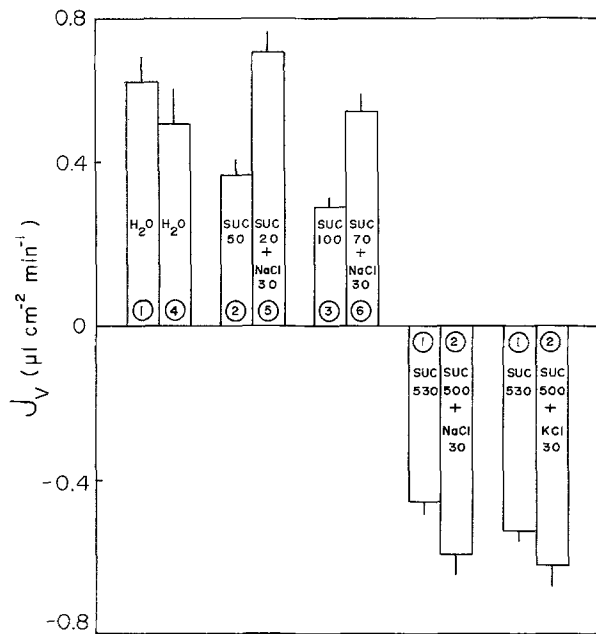 0.8
0.4
0
-0.4
-0.8
Jv (µl cm⁻² min⁻¹)
H₂O
①
H₂O
④
SUC
50
②
SUC
20
+
NaCl
30
⑤
SUC
100
③
SUC
70
+
NaCl
30
⑥
①
SUC
530
②
SUC
500
+
NaCl
30
①
SUC
530
②
SUC
500
+
KCl
30